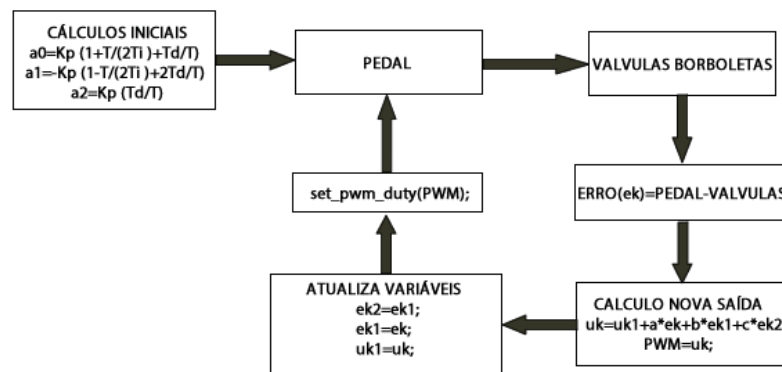 CÁLCULOS INICIAIS
a0=Kp (1+T/(2Ti )+Td/T)
a1=-Kp (1-T/(2Ti )+2Td/T)
a2=Kp (Td/T)
PEDAL
VALVULAS BORBOLETAS
ERRO(ek)=PEDAL-VALVULAS
CALCULO NOVA SAÍDA
uk=uk1+a*ek+b*ek1+c*ek2
PWM=uk;
ATUALIZA VARIÁVEIS
ek2=ek1;
ek1=ek;
uk1=uk;
set_pwm_duty(PWM);